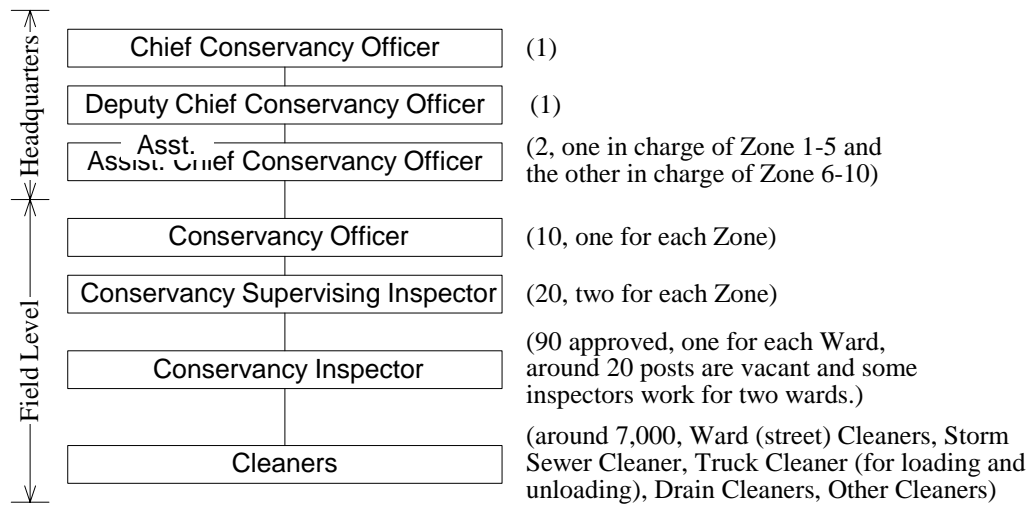 Headquarters
Chief Conservancy Officer
(1)
Deputy Chief Conservancy Officer
(1)
Asst.
Assist. Chief Conservancy Officer
(2, one in charge of Zone 1-5 and
the other in charge of Zone 6-10)
Field Level
Conservancy Officer
(10, one for each Zone)
Conservancy Supervising Inspector
(20, two for each Zone)
Conservancy Inspector
(90 approved, one for each Ward,
around 20 posts are vacant and some
inspectors work for two wards.)
Cleaners
(around 7,000, Ward (street) Cleaners, Storm
Sewer Cleaner, Truck Cleaner (for loading and
unloading), Drain Cleaners, Other Cleaners)